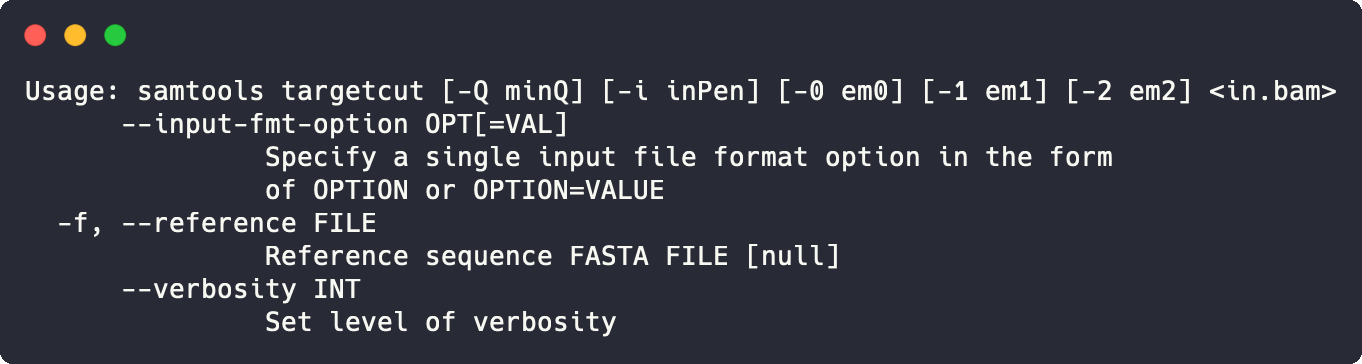 Usage: samtools targetcut [-Q minQ] [-i inPen] [-0 em0] [-1 em1] [-2 em2] <in.bam>
      --input-fmt-option OPT[=VAL]
               Specify a single input file format option in the form
               of OPTION or OPTION=VALUE
  -f, --reference FILE
               Reference sequence FASTA FILE [null]
      --verbosity INT
               Set level of verbosity